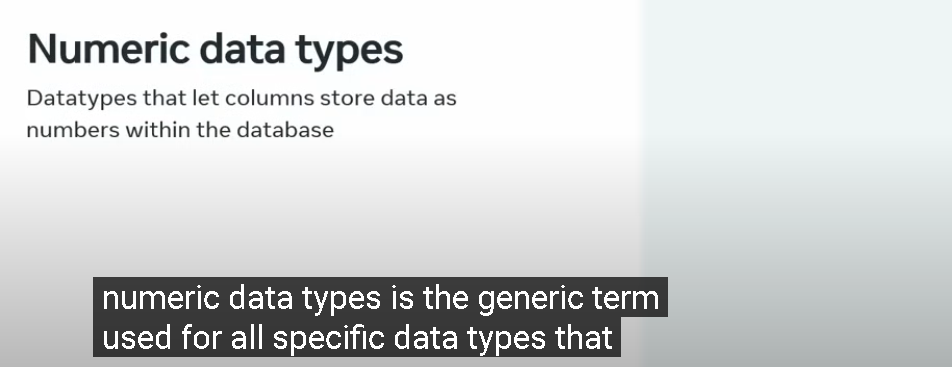 Numeric data types
Datatypes that let columns store data as
numbers within the database
numeric data types is the generic term
used for all specific data types that